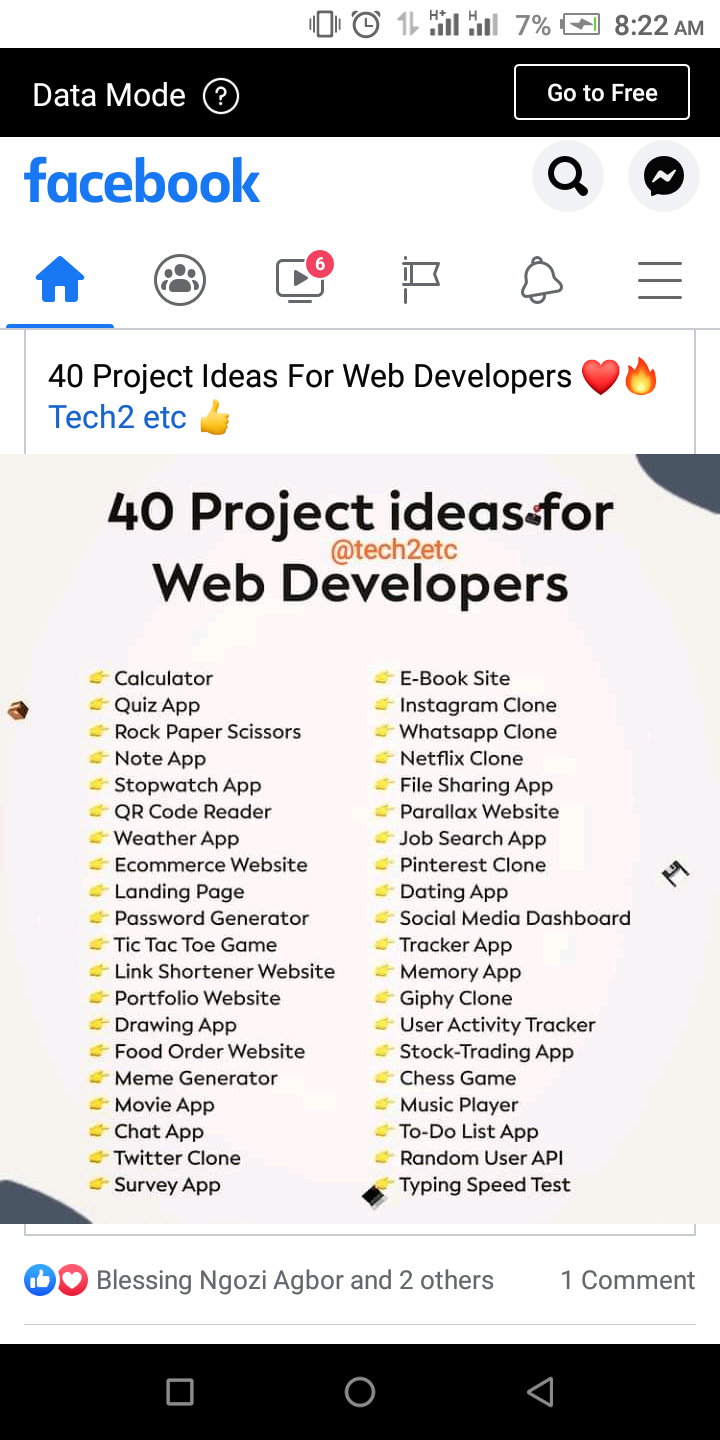 H+ H 7% 8:22 AM
Data Mode ? Go to Free
facebook
6
40 Project Ideas For Web Developers ❤️🔥
Tech2 etc 👍
40 Project ideas for
@tech2etc
Web Developers
👉 Calculator
👉 Quiz App
👉 Rock Paper Scissors
👉 Note App
👉 Stopwatch App
👉 QR Code Reader
👉 Weather App
👉 Ecommerce Website
👉 Landing Page
👉 Password Generator
👉 Tic Tac Toe Game
👉 Link Shortener Website
👉 Portfolio Website
👉 Drawing App
👉 Food Order Website
👉 Meme Generator
👉 Movie App
👉 Chat App
👉 Twitter Clone
👉 Survey App
👉 E-Book Site
👉 Instagram Clone
👉 Whatsapp Clone
👉 Netflix Clone
👉 File Sharing App
👉 Parallax Website
👉 Job Search App
👉 Pinterest Clone
👉 Dating App
👉 Social Media Dashboard
👉 Tracker App
👉 Memory App
👉 Giphy Clone
👉 User Activity Tracker
👉 Stock-Trading App
👉 Chess Game
👉 Music Player
👉 To-Do List App
👉 Random User API
👉 Typing Speed Test
Blessing Ngozi Agbor and 2 others 1 Comment